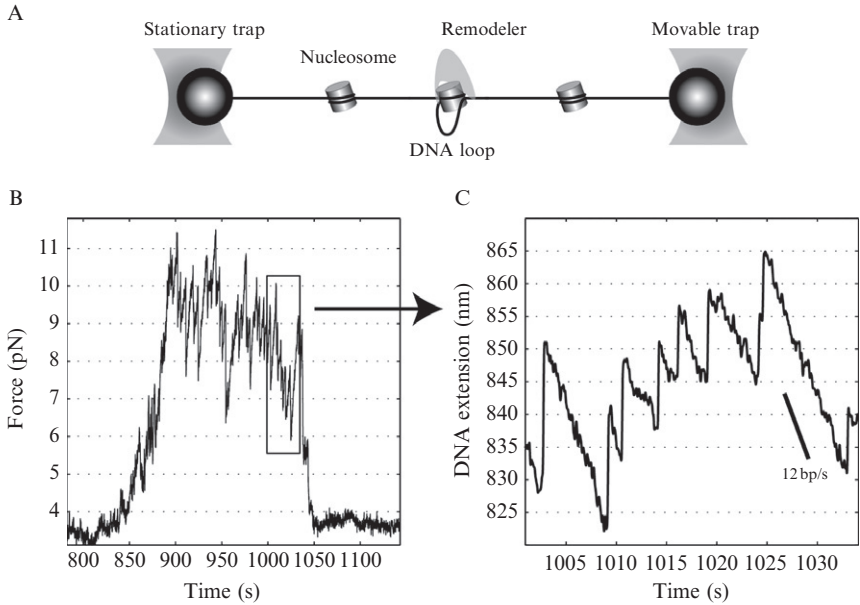 A
Stationary trap
Remodeler
Movable trap
Nucleosome
DNA loop
B
C
Force (pN)
11
10
9
8
7
6
5
4
800 850 900 950 1000 1050 1100
Time (s)
DNA extension (nm)
865
860
855
850
845
840
835
830
825
12 bp/s
1005 1010 1015 1020 1025 1030
Time (s)